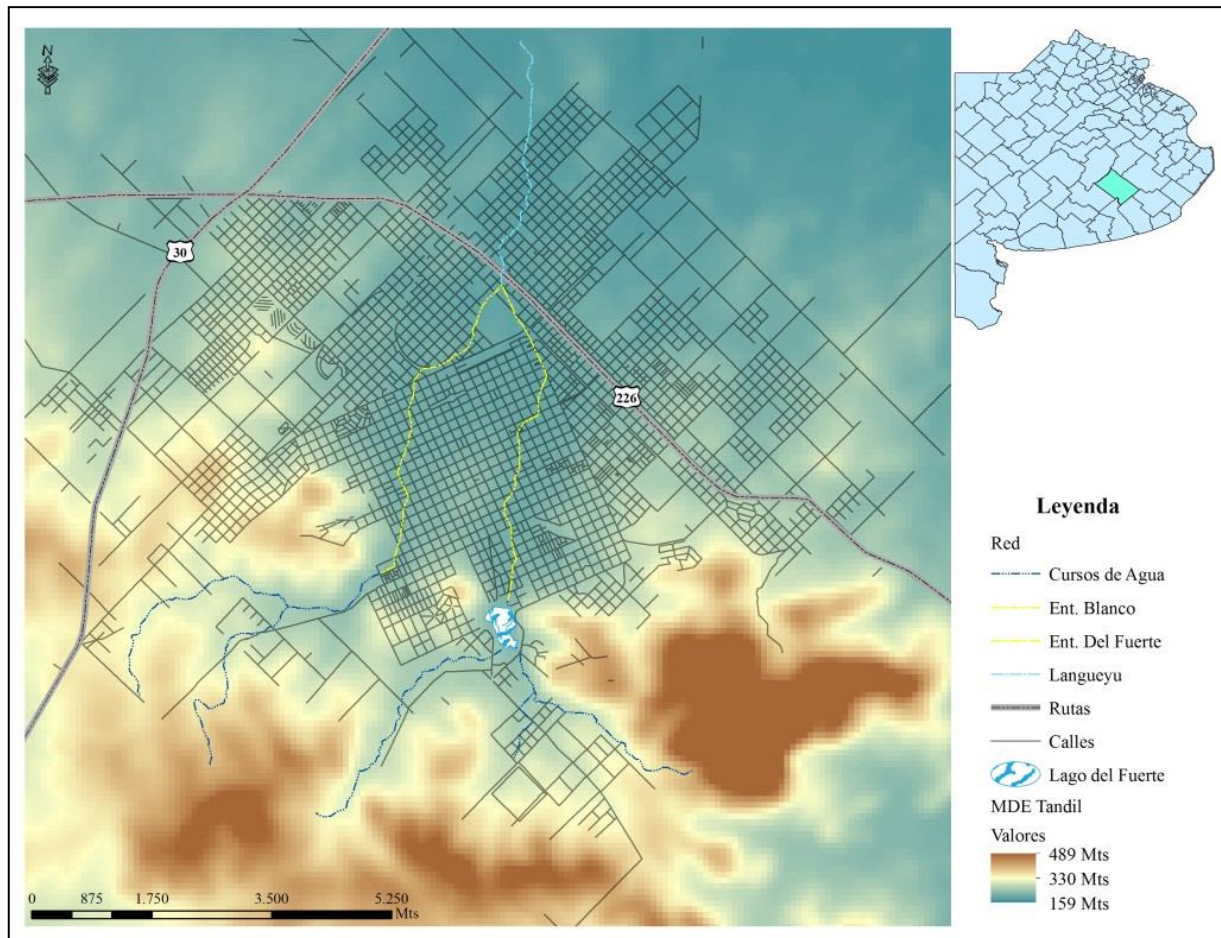 N
30
226
0 875 1.750 3.500 5.250
Mts
Leyenda
Red
Cursos de Agua
Ent. Blanco
Ent. Del Fuerte
Langueyu
Rutas
Calles
Lago del Fuerte
MDE Tandil
Valores
489 Mts
330 Mts
159 Mts